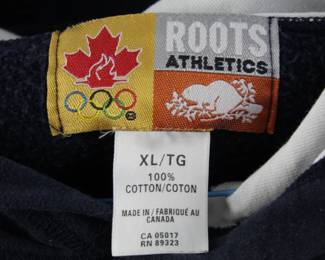 ROOTS
ATHLETICS
XL/TG
100%
COTTON/COTON
MADE IN / FABRIQUÉ AU
CANADA
CA 05017
RN 89323